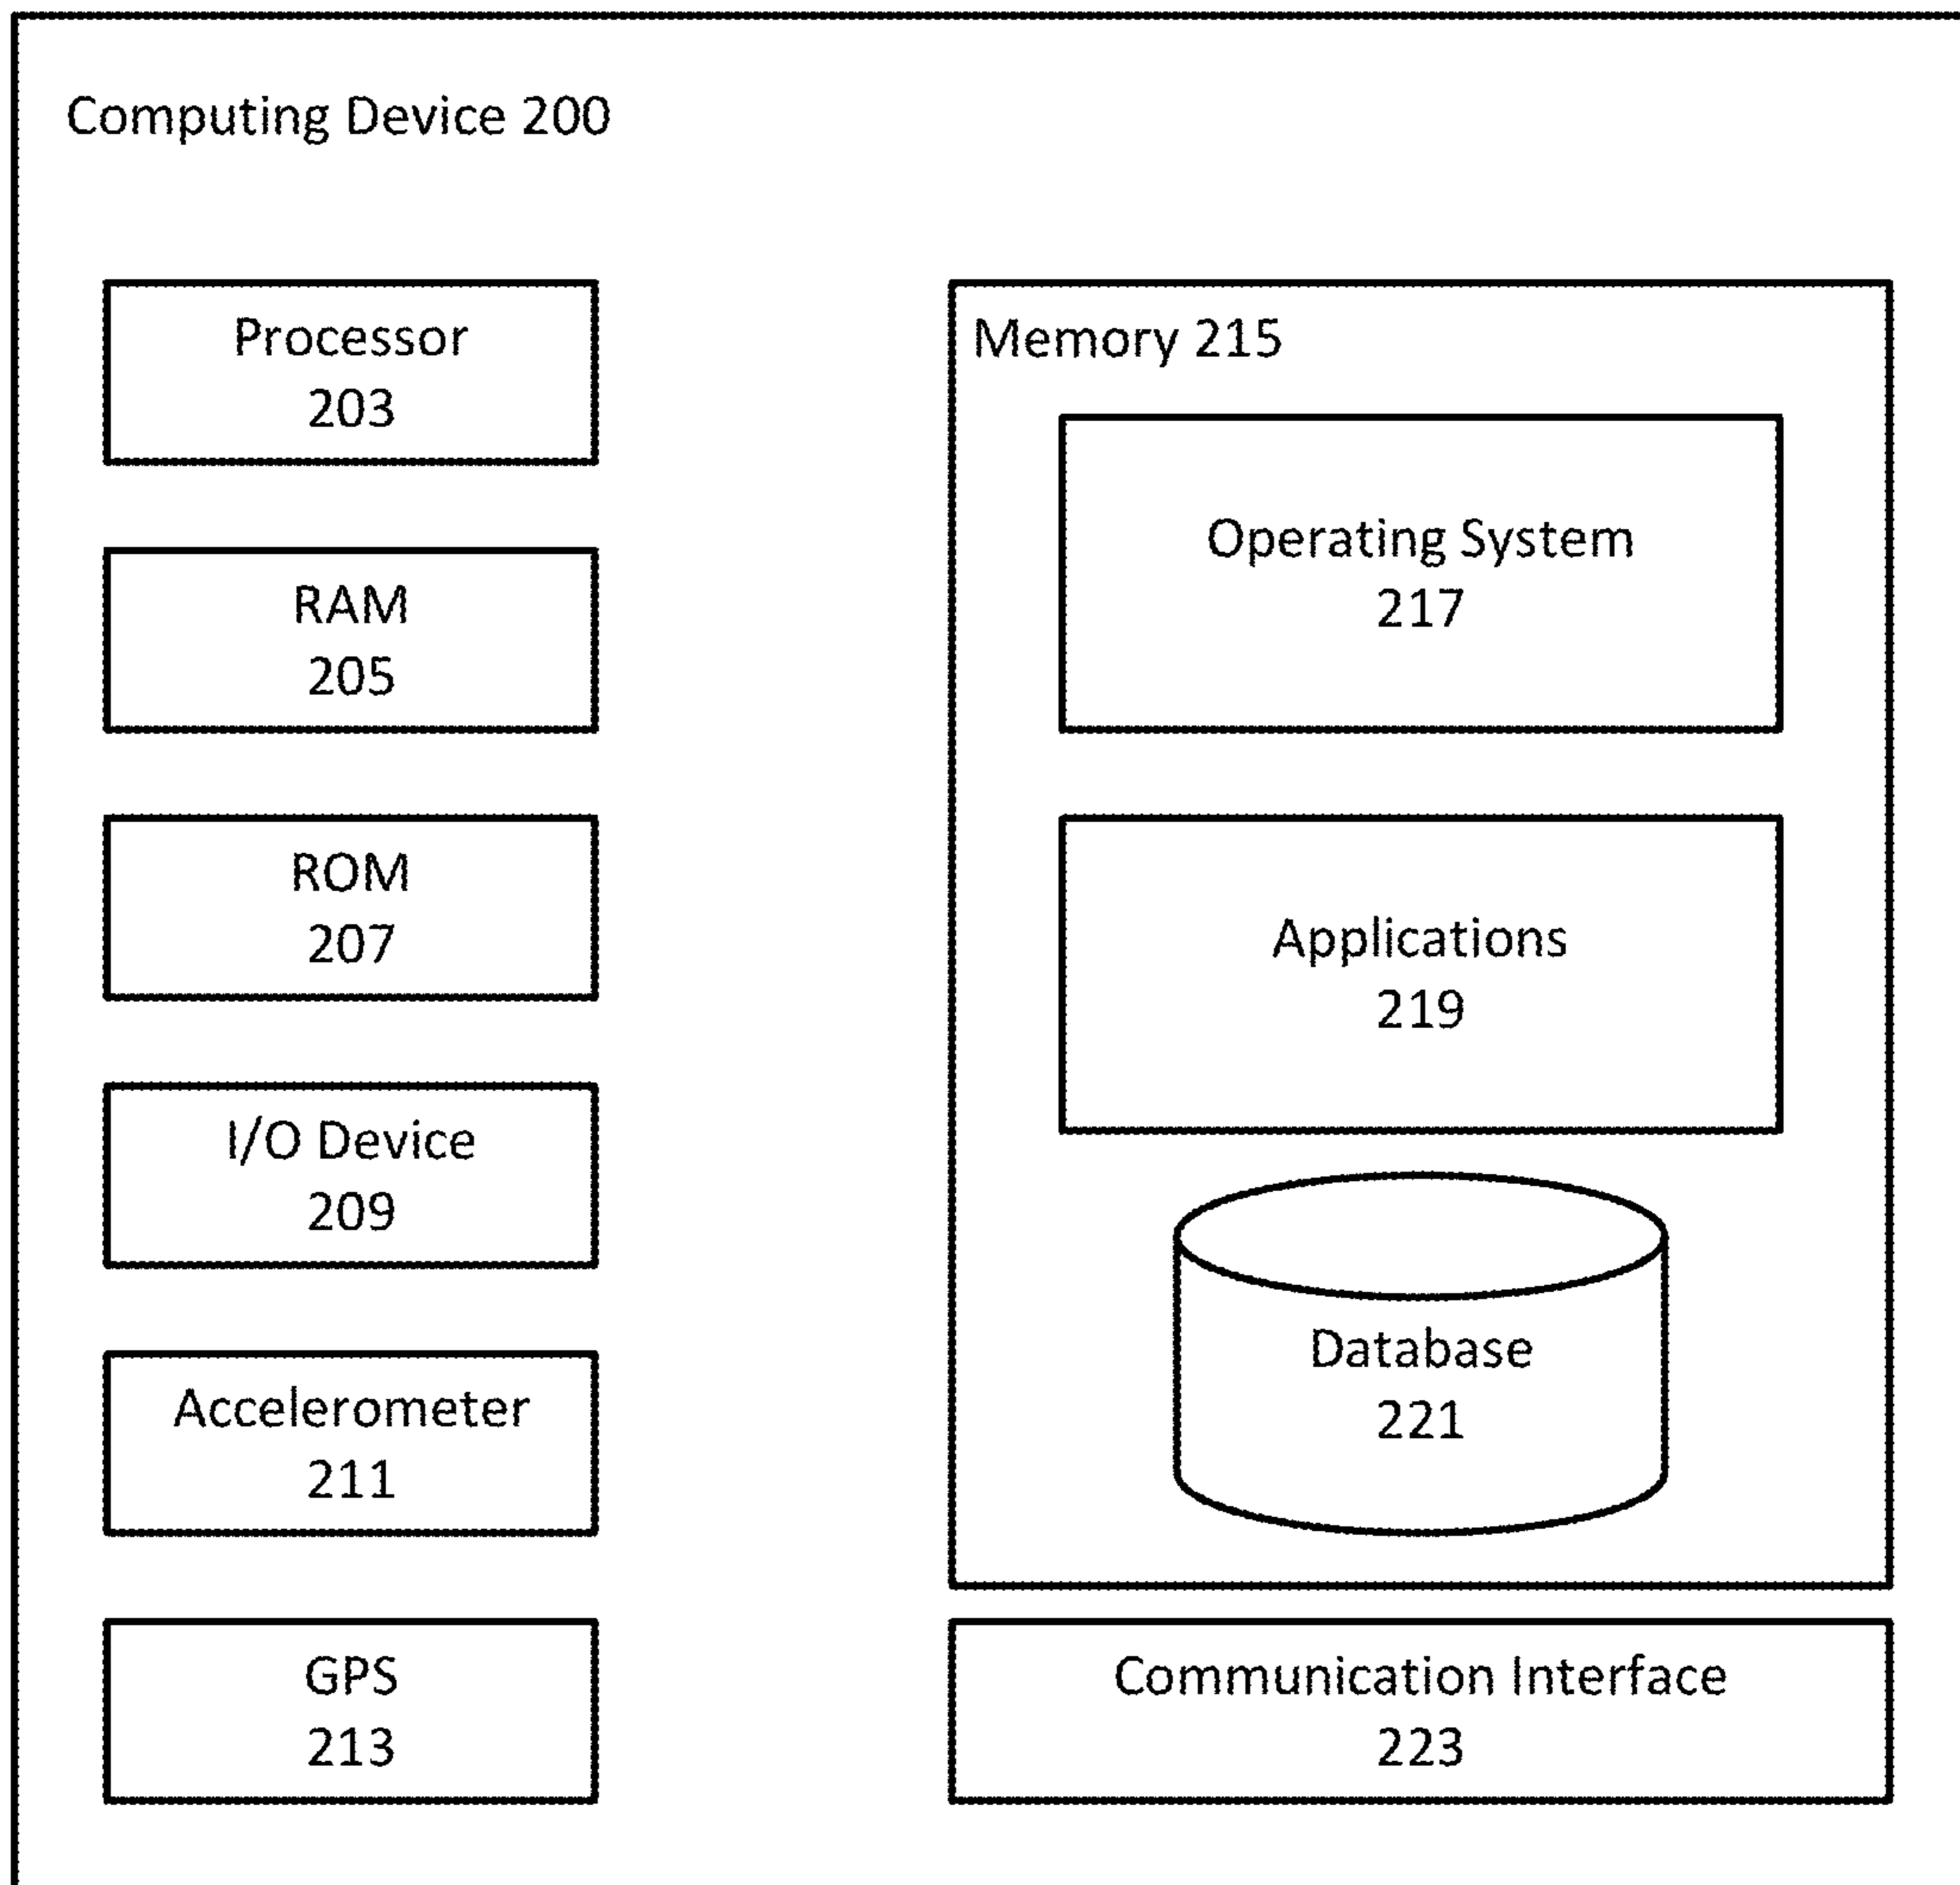 Computing Device 200
Processor
203
RAM
205
ROM
207
I/O Device
209
Accelerometer
211
GPS
213
Memory 215
Operating System
217
Applications
219
Database
221
Communication Interface
223